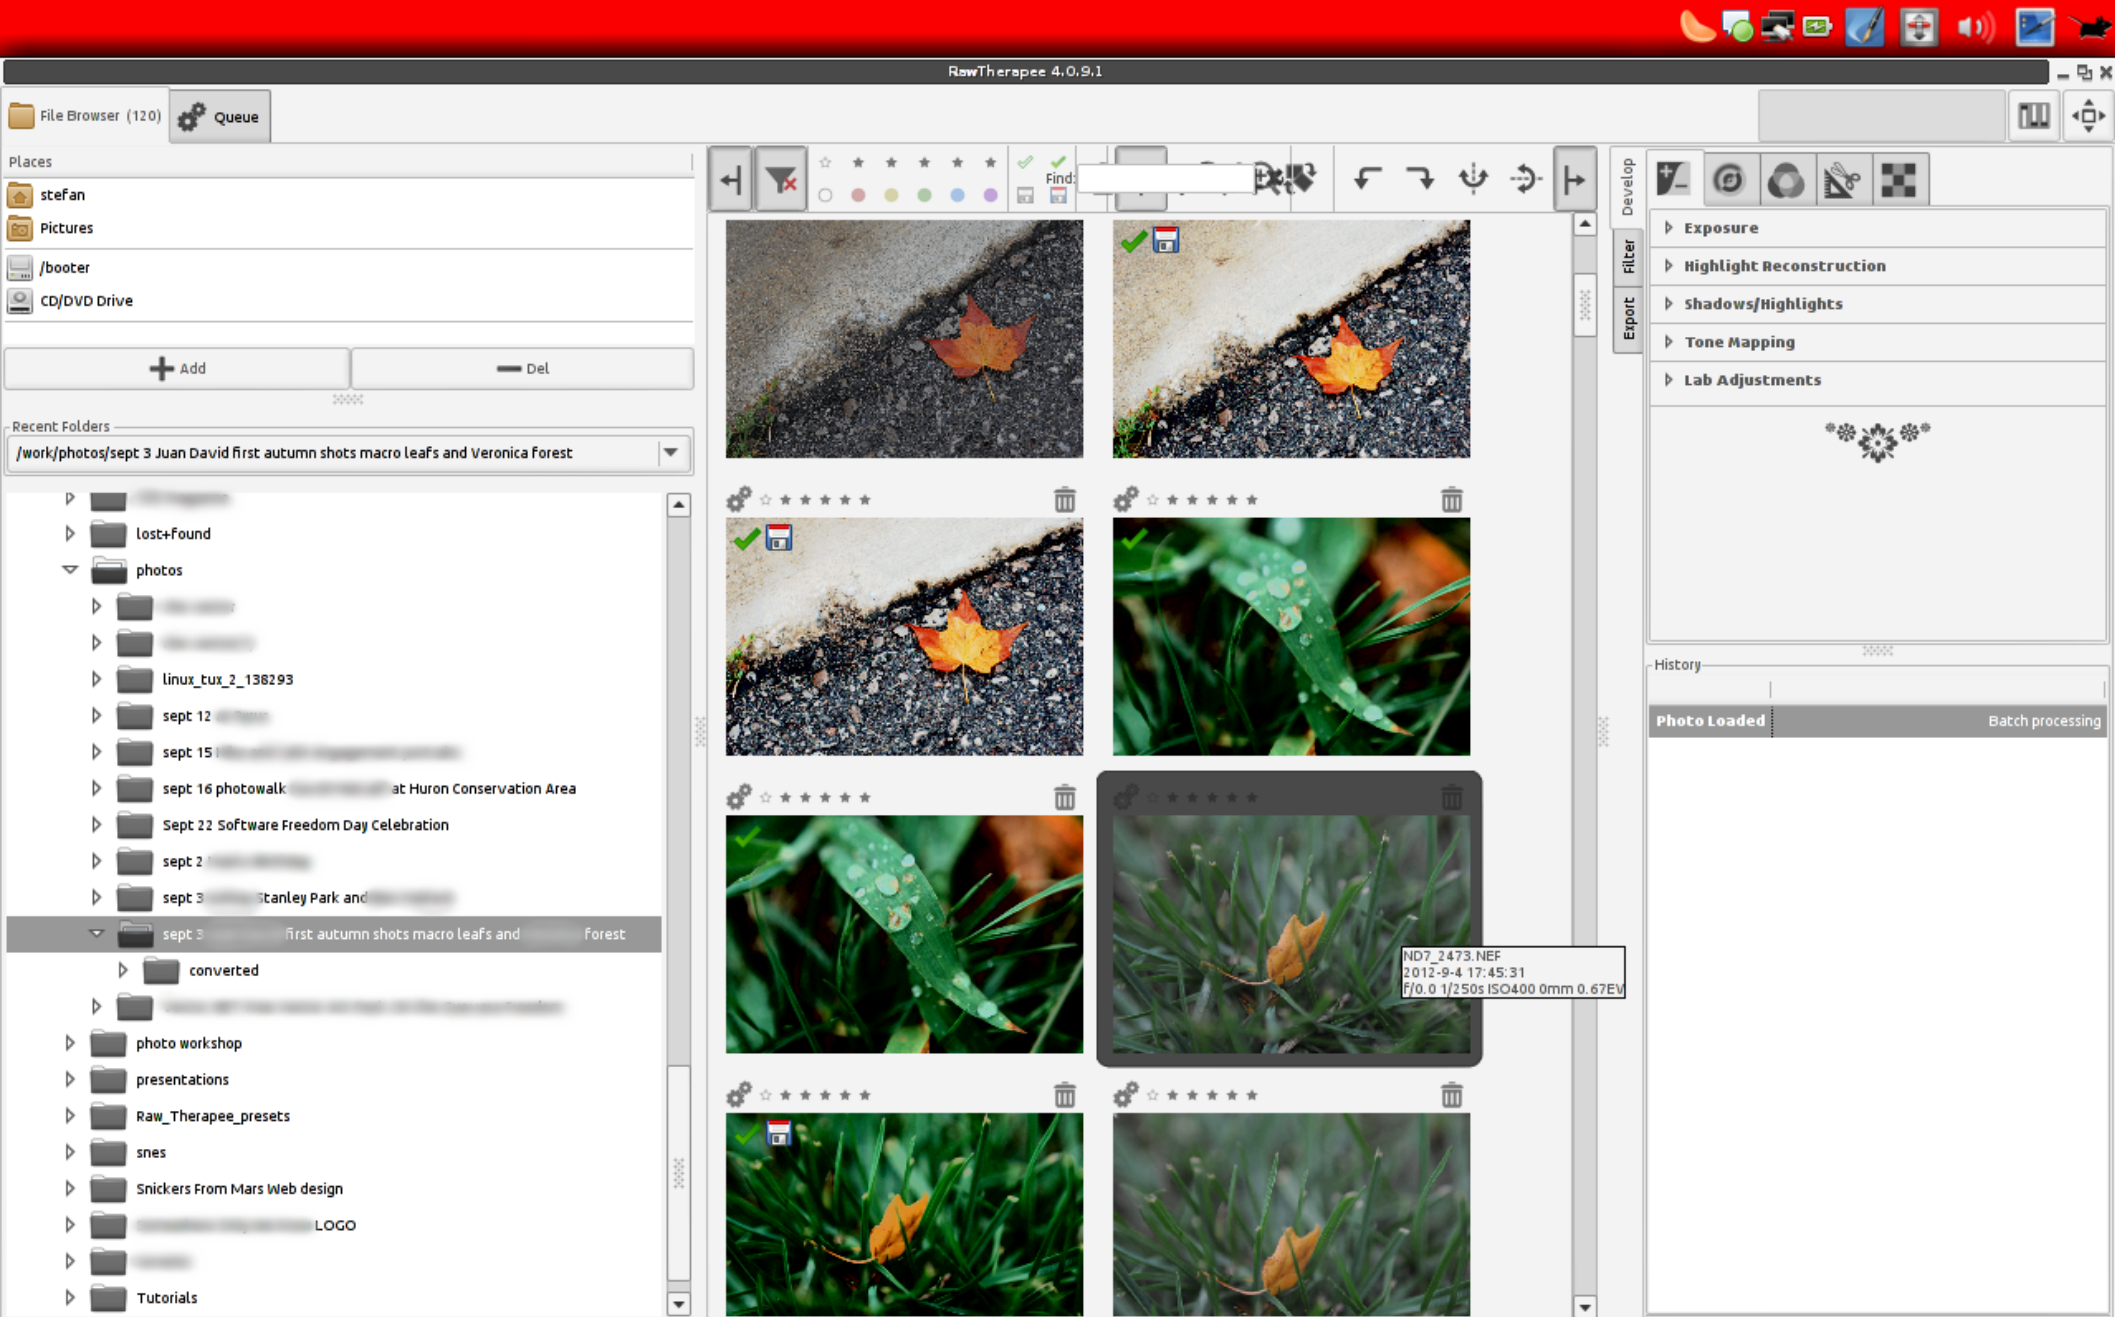 RawTherapee 4.0.9.1
File Browser (120)
Queue
Places
stefan
Pictures
/booter
CD/DVD Drive
Add
Del
Recent Folders
/work/photos/sept 3 Juan David first autumn shots macro leafs and Veronica forest
lost+found
photos
linux_tux_2_138293
sept 12
sept 15
sept 16 photowalk at Huron Conservation Area
Sept 22 Software Freedom Day Celebration
sept 2
sept 3 Stanley Park and
sept 3 first autumn shots macro leafs and forest
converted
photo workshop
presentations
Raw_Therapee_presets
snes
Snickers From Mars Web design
LOGO
Tutorials
Find:
ND7_2473.NEF
2012-9-4 17:45:31
f/0.0 1/250s ISO400 0mm 0.67EV
Develop
Filter
Export
Exposure
Highlight Reconstruction
Shadows/Highlights
Tone Mapping
Lab Adjustments
History
Photo Loaded Batch processing